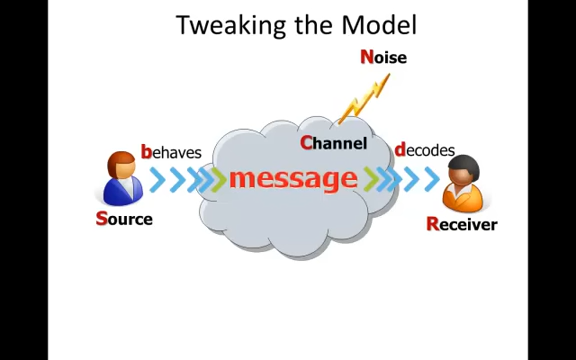 Tweaking the Model
Noise
behaves
Channel
decodes
message
Source
Receiver